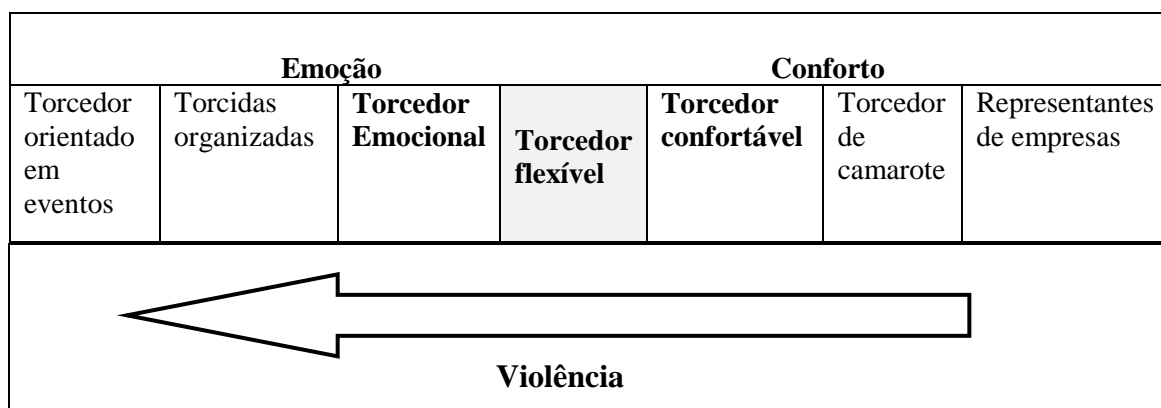 Emoção
Conforto
Torcedor
orientado
em
eventos
Torcidas
organizadas
Torcedor
Emocional
Torcedor
flexível
Torcedor
confortável
Torcedor
de
camarote
Representantes
de empresas
Violência